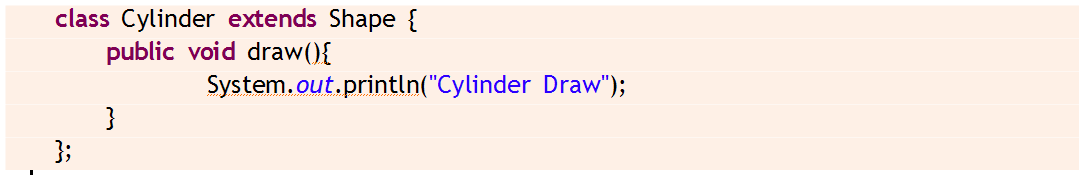 class Cylinder extends Shape {
public void draw(){
System.out.println("Cylinder Draw");
}
};